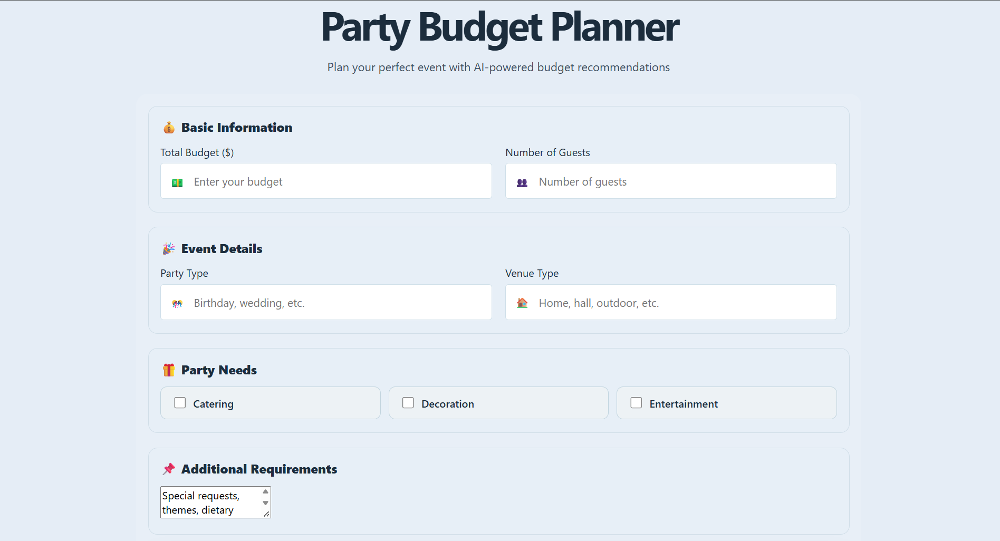 Party Budget Planner
Plan your perfect event with AI-powered budget recommendations
Basic Information
Total Budget ($)
Number of Guests
Enter your budget
Number of guests
Event Details
Party Type
Venue Type
Birthday, wedding, etc.
Home, hall, outdoor, etc.
Party Needs
Catering
Decoration
Entertainment
Additional Requirements
Special requests,
themes, dietary